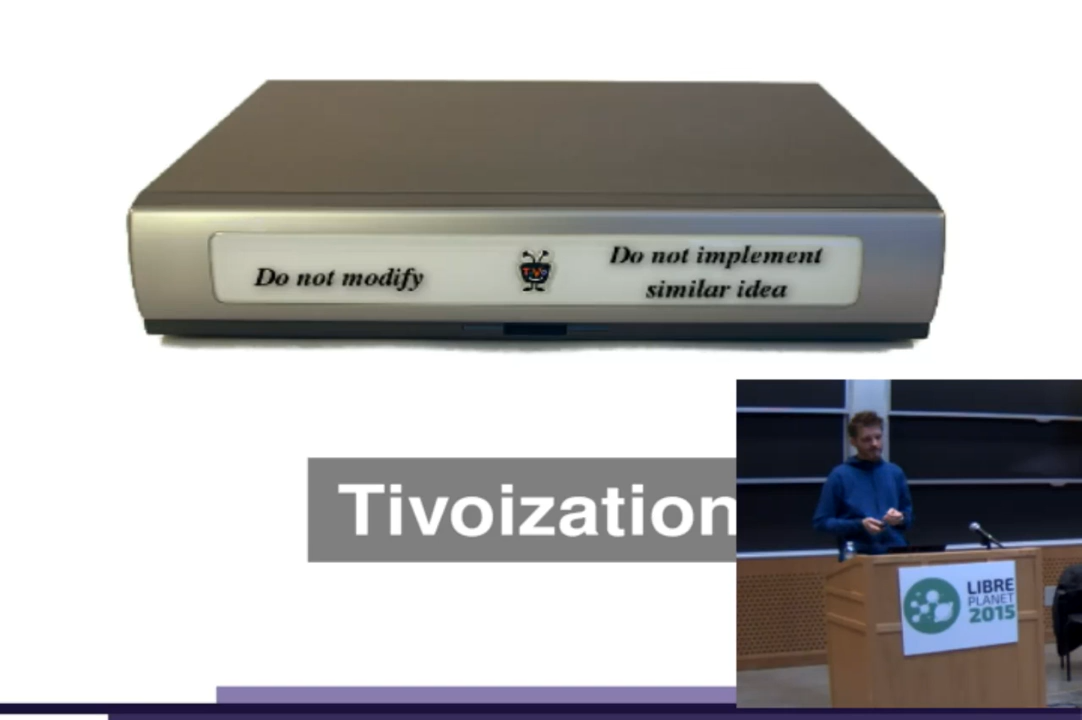 Do not modify
TiVo
Do not implement
similar idea
Tivoization
LIBRE
PLANET
2015